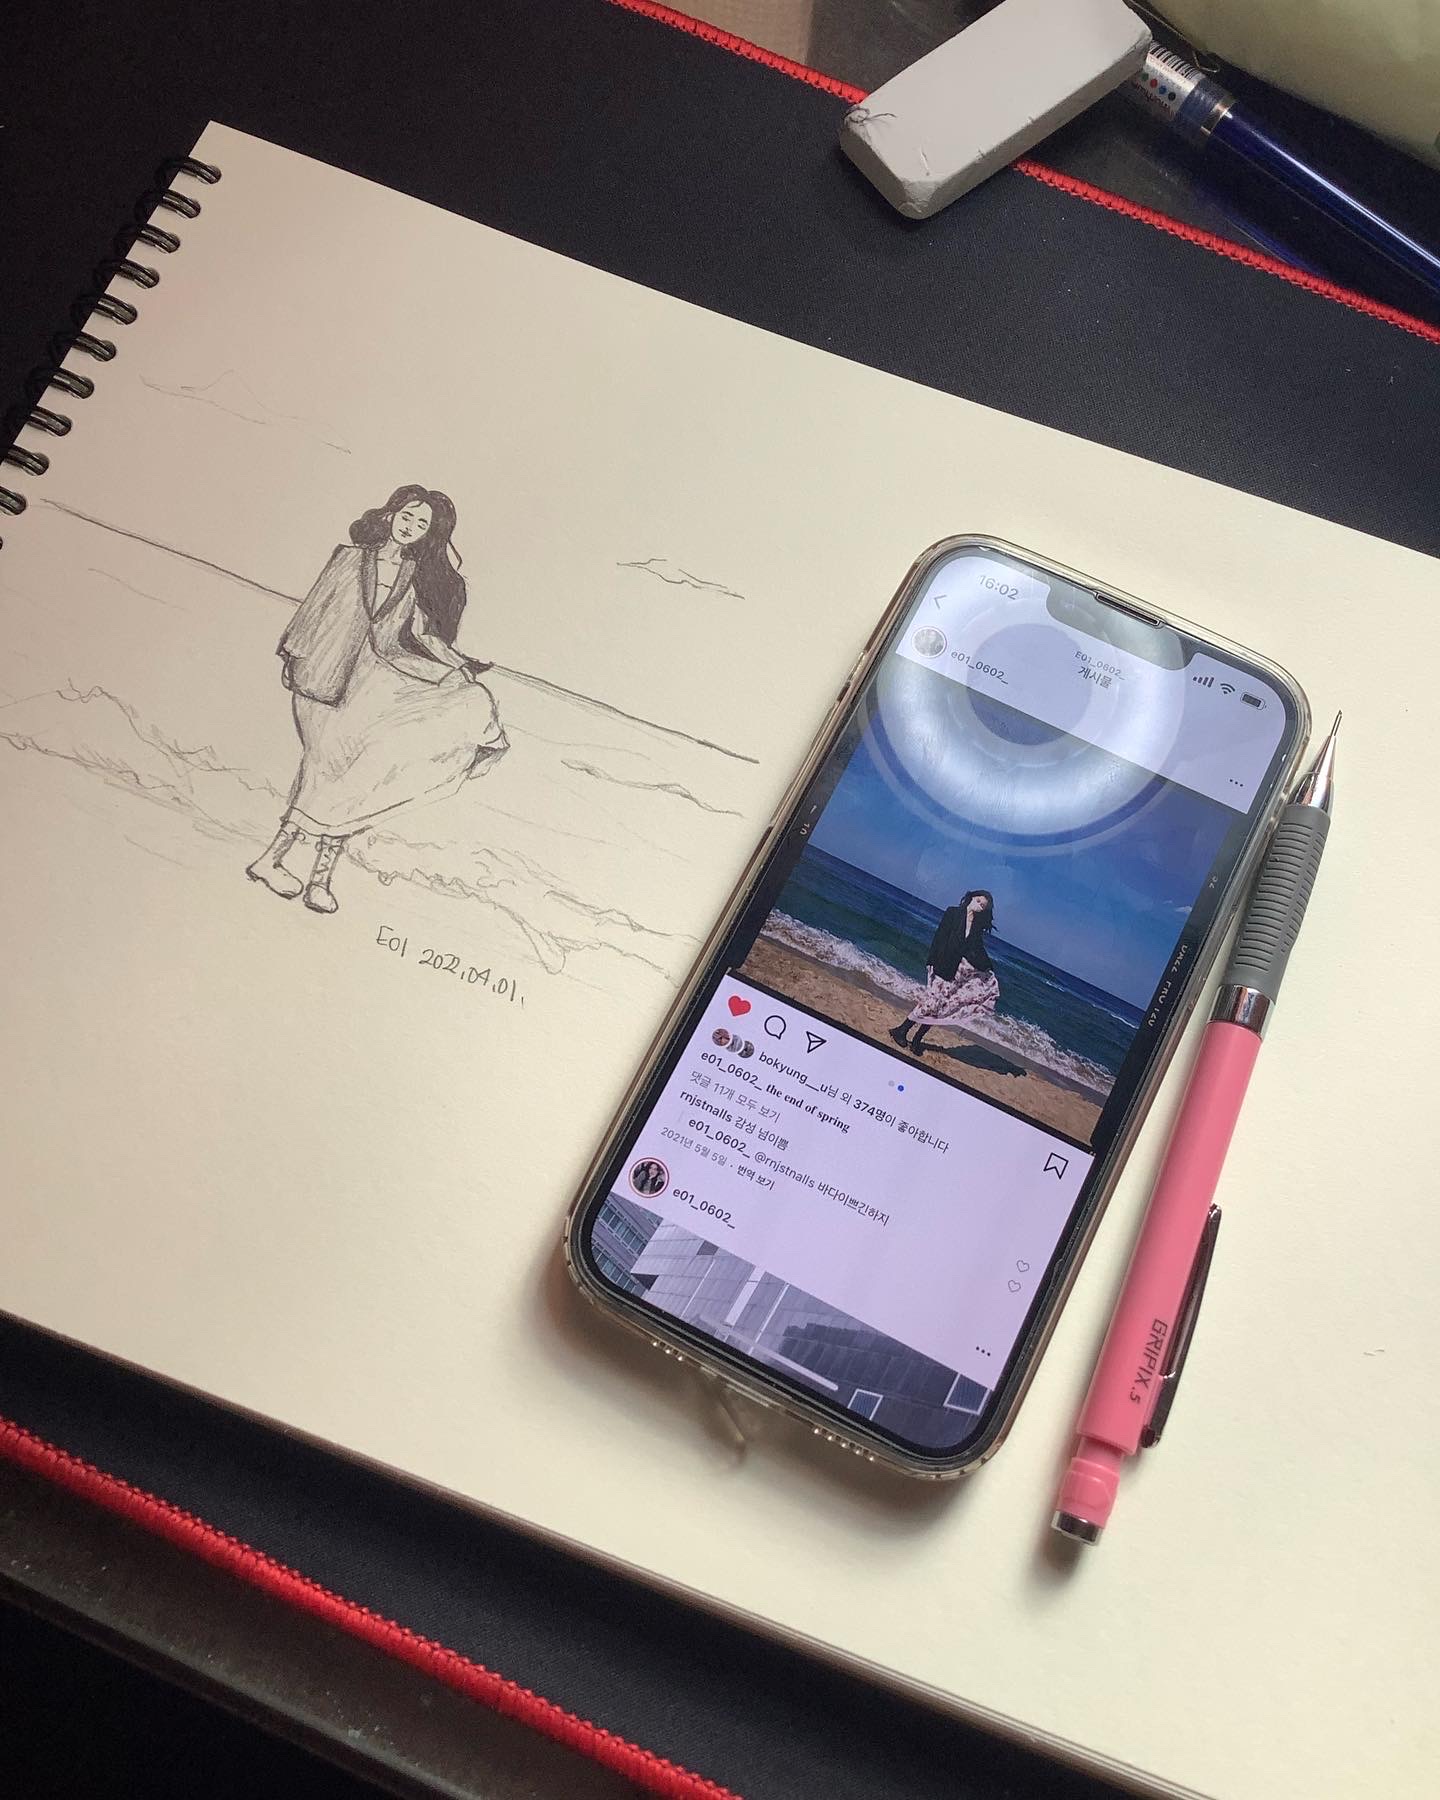 E01 2022.04.01.
16:02
E01_0602_
게시물
e01_0602_
bokyung__u님 외 374명이 좋아합니다
e01_0602_ the end of spring
댓글 11개 모두 보기
rnjstnalls 감성 넘이쁨
e01_0602_ @rnjstnalls 바다이쁘긴하지
2021년 5월 5일 · 번역 보기
e01_0602_
GRIPIX.5